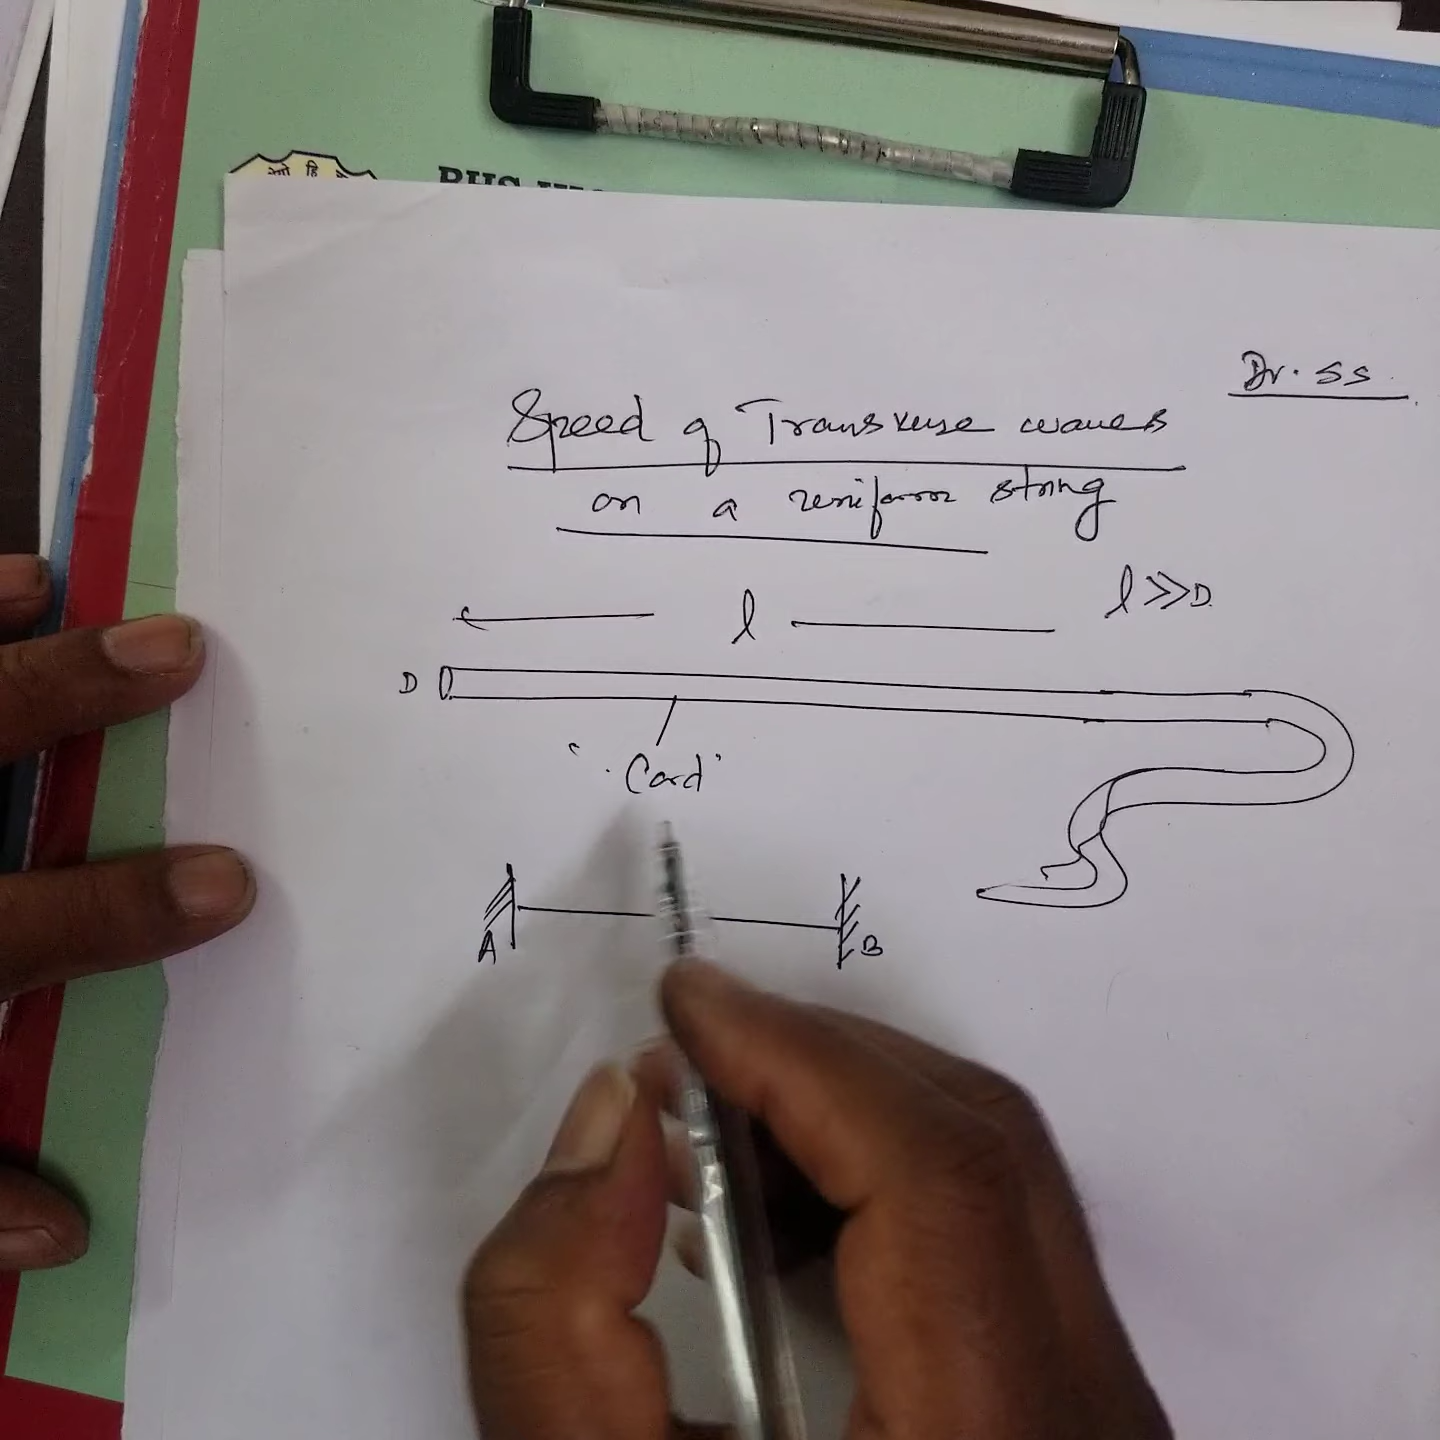 Dr. SS
Speed of Transverse waves
on a uniform string
l l >> D
D
"Cord"
A B